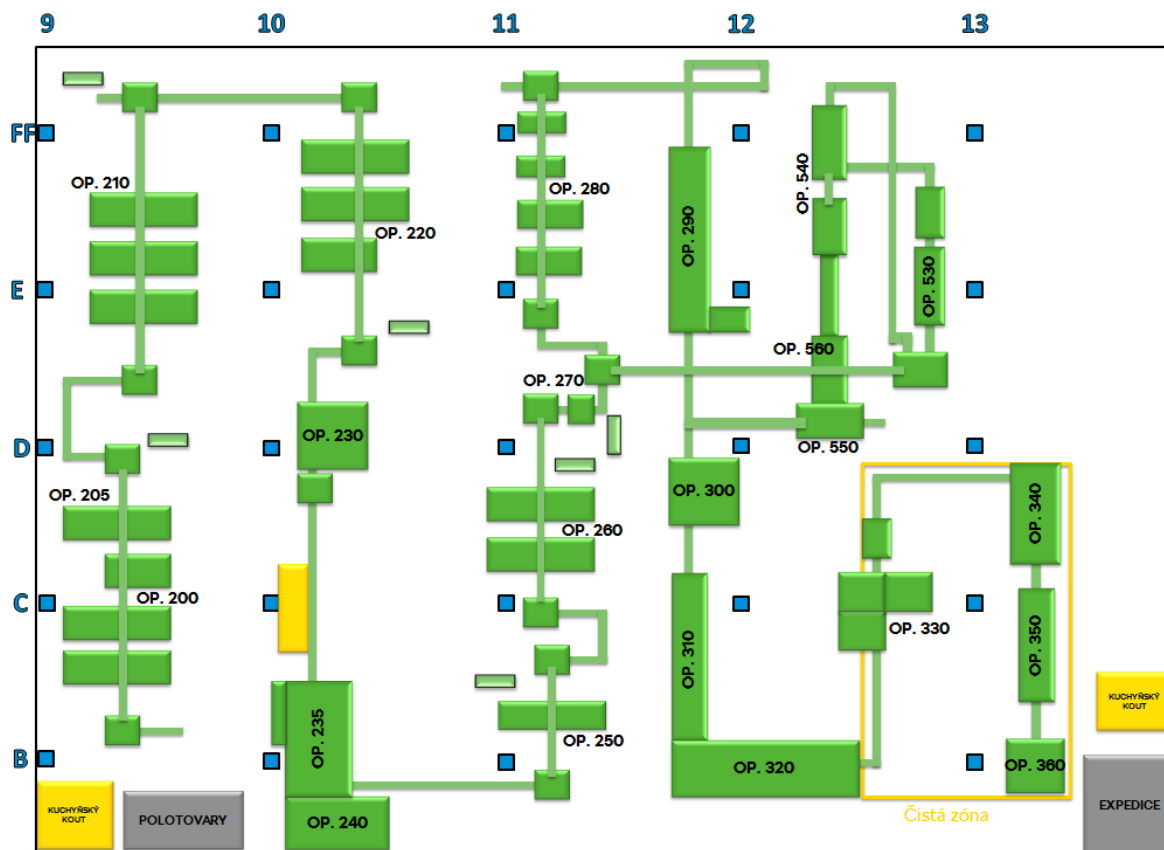 9
10
11
12
13
FF
OP. 210
OP. 220
OP. 280
OP. 290
OP. 540
E
OP. 530
OP. 560
OP. 270
D
OP. 230
OP. 550
OP. 205
OP. 260
OP. 300
OP. 340
C
OP. 200
OP. 310
OP. 330
OP. 350
KUCHYŇSKÝ
KOUT
B
OP. 235
OP. 250
OP. 320
OP. 360
KUCHYŇSKÝ
KOUT
POLOTOVARY
OP. 240
Čistá zóna
EXPEDICE